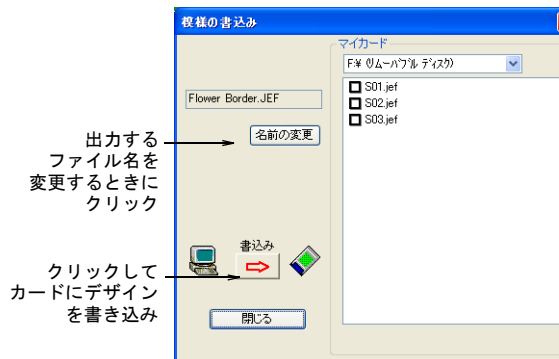 模様の書込み
マイカード
F:¥ (リムーバブル ディスク)
Flower Border.JEF
S01.jef
S02.jef
S03.jef
名前の変更
出力する
ファイル名を
変更するときに
クリック
書込み
クリックして
カードにデザイン
を書き込み
閉じる